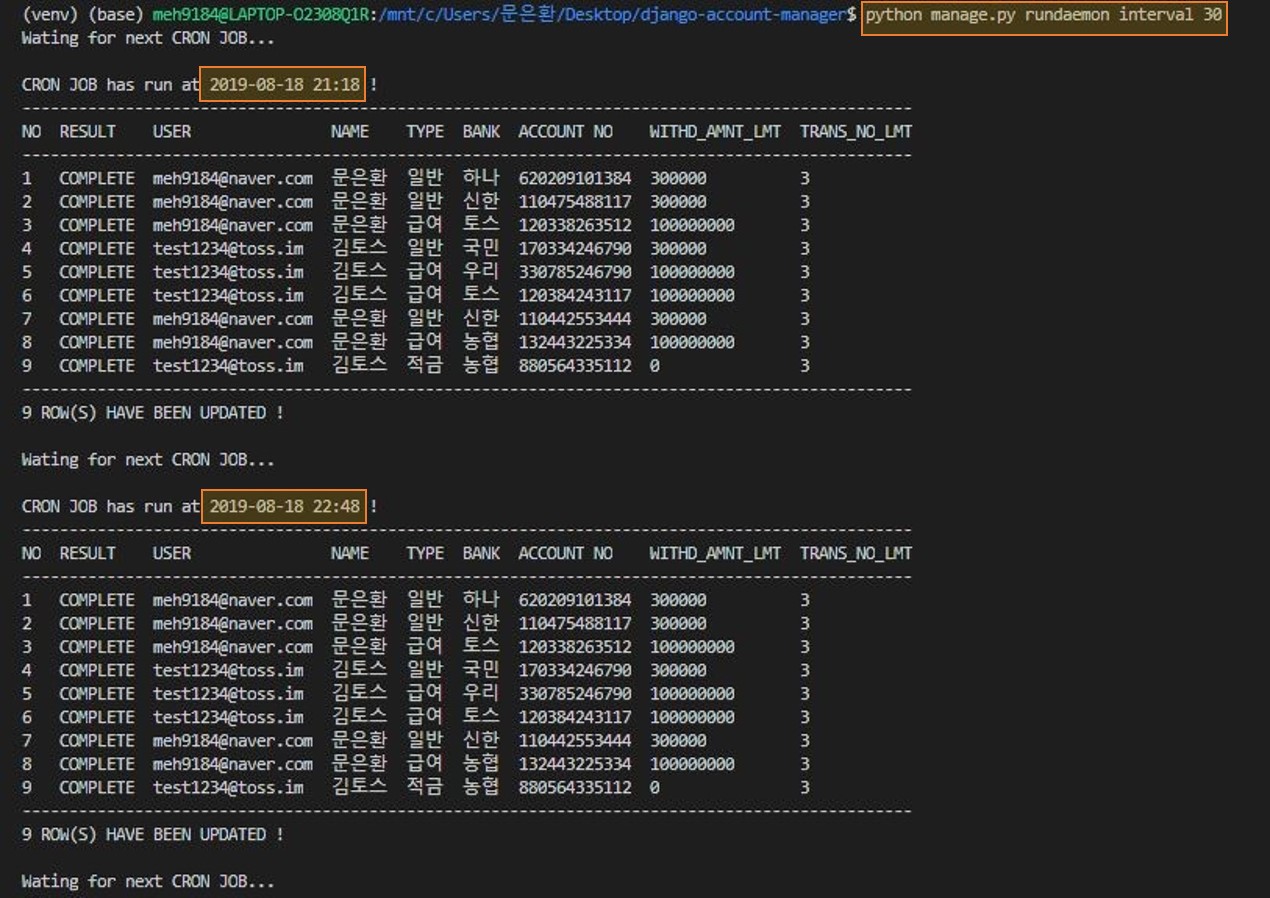 (venv) (base) meh9184@LAPTOP-O2308Q1R:/mnt/c/Users/문은환/Desktop/django-account-manager$ python manage.py rundaemon interval 30
Wating for next CRON JOB...
CRON JOB has run at 2019-08-18 21:18 !
--------------------------------------------------------------------------------------------
NO RESULT USER NAME TYPE BANK ACCOUNT NO WITHD_AMNT_LMT TRANS_NO_LMT
--------------------------------------------------------------------------------------------
1 COMPLETE meh9184@naver.com 문은환 일반 하나 620209101384 300000 3
2 COMPLETE meh9184@naver.com 문은환 일반 신한 110475488117 300000 3
3 COMPLETE meh9184@naver.com 문은환 급여 토스 120338263512 100000000 3
4 COMPLETE test1234@toss.im 김토스 일반 국민 170334246790 300000 3
5 COMPLETE test1234@toss.im 김토스 급여 우리 330785246790 100000000 3
6 COMPLETE test1234@toss.im 김토스 급여 토스 120384243117 100000000 3
7 COMPLETE meh9184@naver.com 문은환 일반 신한 110442553444 300000 3
8 COMPLETE meh9184@naver.com 문은환 급여 농협 132443225334 100000000 3
9 COMPLETE test1234@toss.im 김토스 적금 농협 880564335112 0 3
--------------------------------------------------------------------------------------------
9 ROW(S) HAVE BEEN UPDATED !
Wating for next CRON JOB...
CRON JOB has run at 2019-08-18 22:48 !
--------------------------------------------------------------------------------------------
NO RESULT USER NAME TYPE BANK ACCOUNT NO WITHD_AMNT_LMT TRANS_NO_LMT
--------------------------------------------------------------------------------------------
1 COMPLETE meh9184@naver.com 문은환 일반 하나 620209101384 300000 3
2 COMPLETE meh9184@naver.com 문은환 일반 신한 110475488117 300000 3
3 COMPLETE meh9184@naver.com 문은환 급여 토스 120338263512 100000000 3
4 COMPLETE test1234@toss.im 김토스 일반 국민 170334246790 300000 3
5 COMPLETE test1234@toss.im 김토스 급여 우리 330785246790 100000000 3
6 COMPLETE test1234@toss.im 김토스 급여 토스 120384243117 100000000 3
7 COMPLETE meh9184@naver.com 문은환 일반 신한 110442553444 300000 3
8 COMPLETE meh9184@naver.com 문은환 급여 농협 132443225334 100000000 3
9 COMPLETE test1234@toss.im 김토스 적금 농협 880564335112 0 3
--------------------------------------------------------------------------------------------
9 ROW(S) HAVE BEEN UPDATED !
Wating for next CRON JOB...